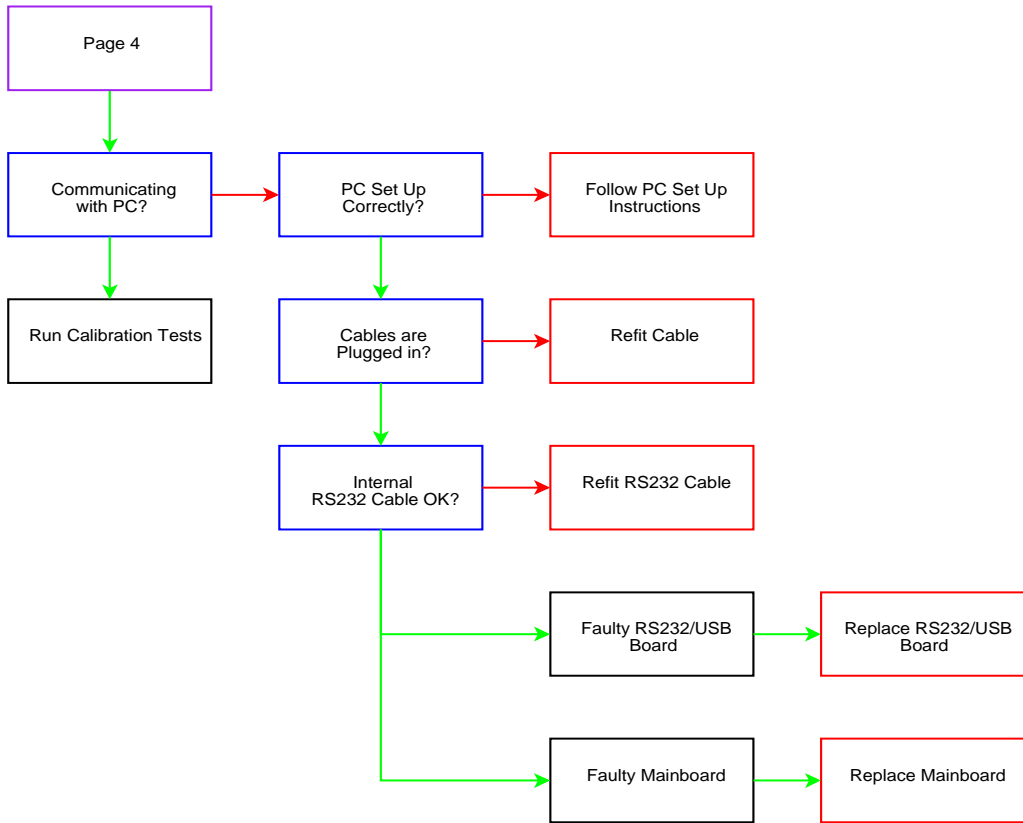 Page 4
Communicating
with PC?
PC Set Up
Correctly?
Follow PC Set Up
Instructions
Run Calibration Tests
Cables are
Plugged in?
Refit Cable
Internal
RS232 Cable OK?
Refit RS232 Cable
Faulty RS232/USB
Board
Replace RS232/USB
Board
Faulty Mainboard
Replace Mainboard